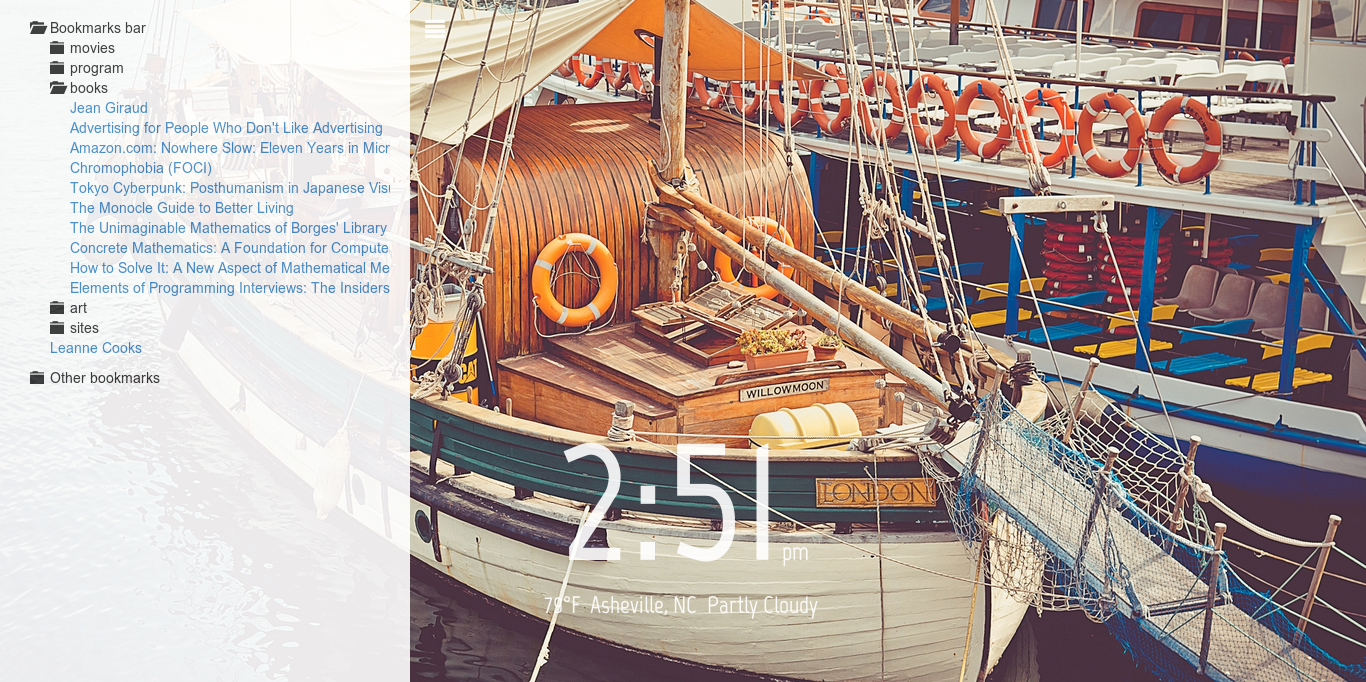 Bookmarks bar
movies
program
books
Jean Giraud
Advertising for People Who Don't Like Advertising
Amazon.com: Nowhere Slow: Eleven Years in Micr
Chromophobia (FOCI)
Tokyo Cyberpunk: Posthumanism in Japanese Visu
The Monocle Guide to Better Living
The Unimaginable Mathematics of Borges' Library
Concrete Mathematics: A Foundation for Compute
How to Solve It: A New Aspect of Mathematical Me
Elements of Programming Interviews: The Insiders
art
sites
Leanne Cooks
Other bookmarks
WILLOWMOON
LONDON
2:51 pm
79°F Asheville, NC Partly Cloudy